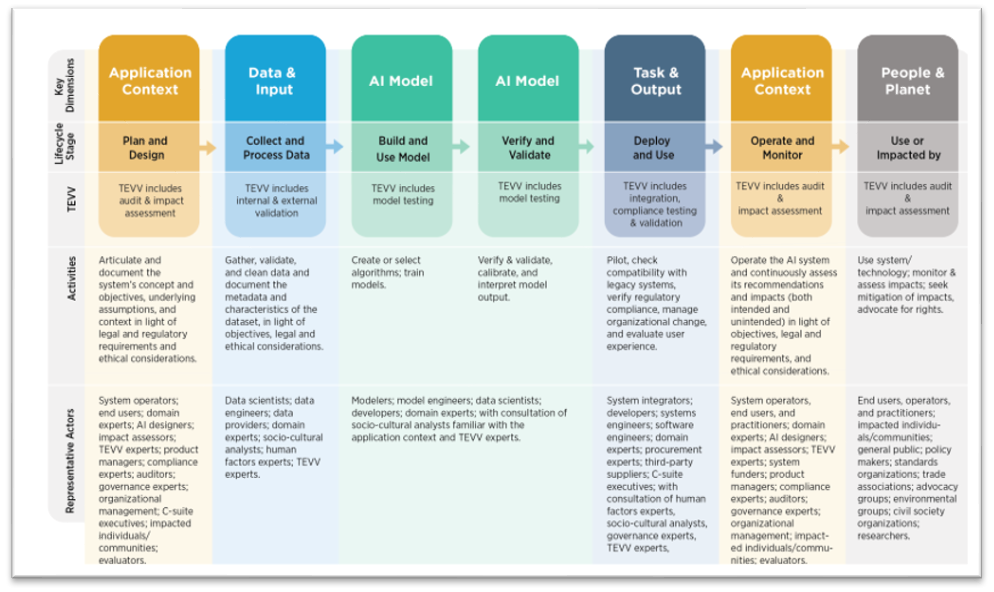 Key
Dimensions
Application
Context
Data &
Input
AI Model
AI Model
Task &
Output
Application
Context
People &
Planet
Lifecycle
Stage
Plan and
Design
Collect and
Process Data
Build and
Use Model
Verify and
Validate
Deploy
and Use
Operate and
Monitor
Use or
Impacted by
TEVV
TEVV includes
audit & impact
assessment
TEVV includes
internal & external
validation
TEVV includes
model testing
TEVV includes
model testing
TEVV includes
integration,
compliance testing
& validation
TEVV includes audit
&
impact assessment
TEVV includes audit
&
impact assessment
Activities
Articulate and
document the
system's concept and
objectives, underlying
assumptions, and
context in light of
legal and regulatory
requirements and
ethical considerations.
Gather, validate,
and clean data and
document the
metadata and
characteristics of the
dataset, in light of
objectives, legal and
ethical considerations.
Create or select
algorithms; train
models.
Verify & validate,
calibrate, and
interpret model
output.
Pilot, check
compatibility with
legacy systems,
verify regulatory
compliance, manage
organizational change,
and evaluate user
experience.
Operate the AI system
and continuously assess
its recommendations
and impacts (both
intended and
unintended) in light of
objectives, legal and
regulatory
requirements, and
ethical considerations.
Use system/
technology; monitor &
assess impacts; seek
mitigation of impacts,
advocate for rights.
Representative Actors
System operators;
end users; domain
experts; AI designers;
impact assessors;
TEVV experts; product
managers; compliance
experts; auditors;
governance experts;
organizational
management; C-suite
executives; impacted
individuals/
communities;
evaluators.
Data scientists; data
engineers; data
providers; domain
experts; socio-cultural
analysts; human
factors experts; TEVV
experts.
Modelers; model engineers; data scientists;
developers; domain experts; with consultation of
socio-cultural analysts familiar with the
application context and TEVV experts.
System integrators;
developers; systems
engineers; software
engineers; domain
experts; procurement
experts; third-party
suppliers; C-suite
executives; with
consultation of human
factors experts,
socio-cultural analysts,
governance experts,
TEVV experts,
System operators,
end users, and
practitioners; domain
experts; AI designers;
impact assessors; TEVV
experts; system
funders; product
managers; compliance
experts; auditors;
governance experts;
organizational
management; impact-
ed individuals/commu-
nities; evaluators.
End users, operators,
and practitioners;
impacted individu-
als/communities;
general public; policy
makers; standards
organizations; trade
associations; advocacy
groups; environmental
groups; civil society
organizations;
researchers.